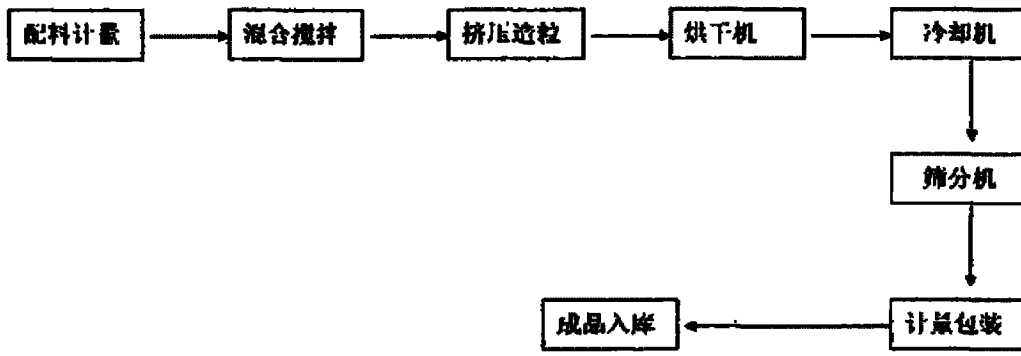 配料计量
混合搅拌
挤压造粒
烘干机
冷却机
筛分机
计量包装
成品入库